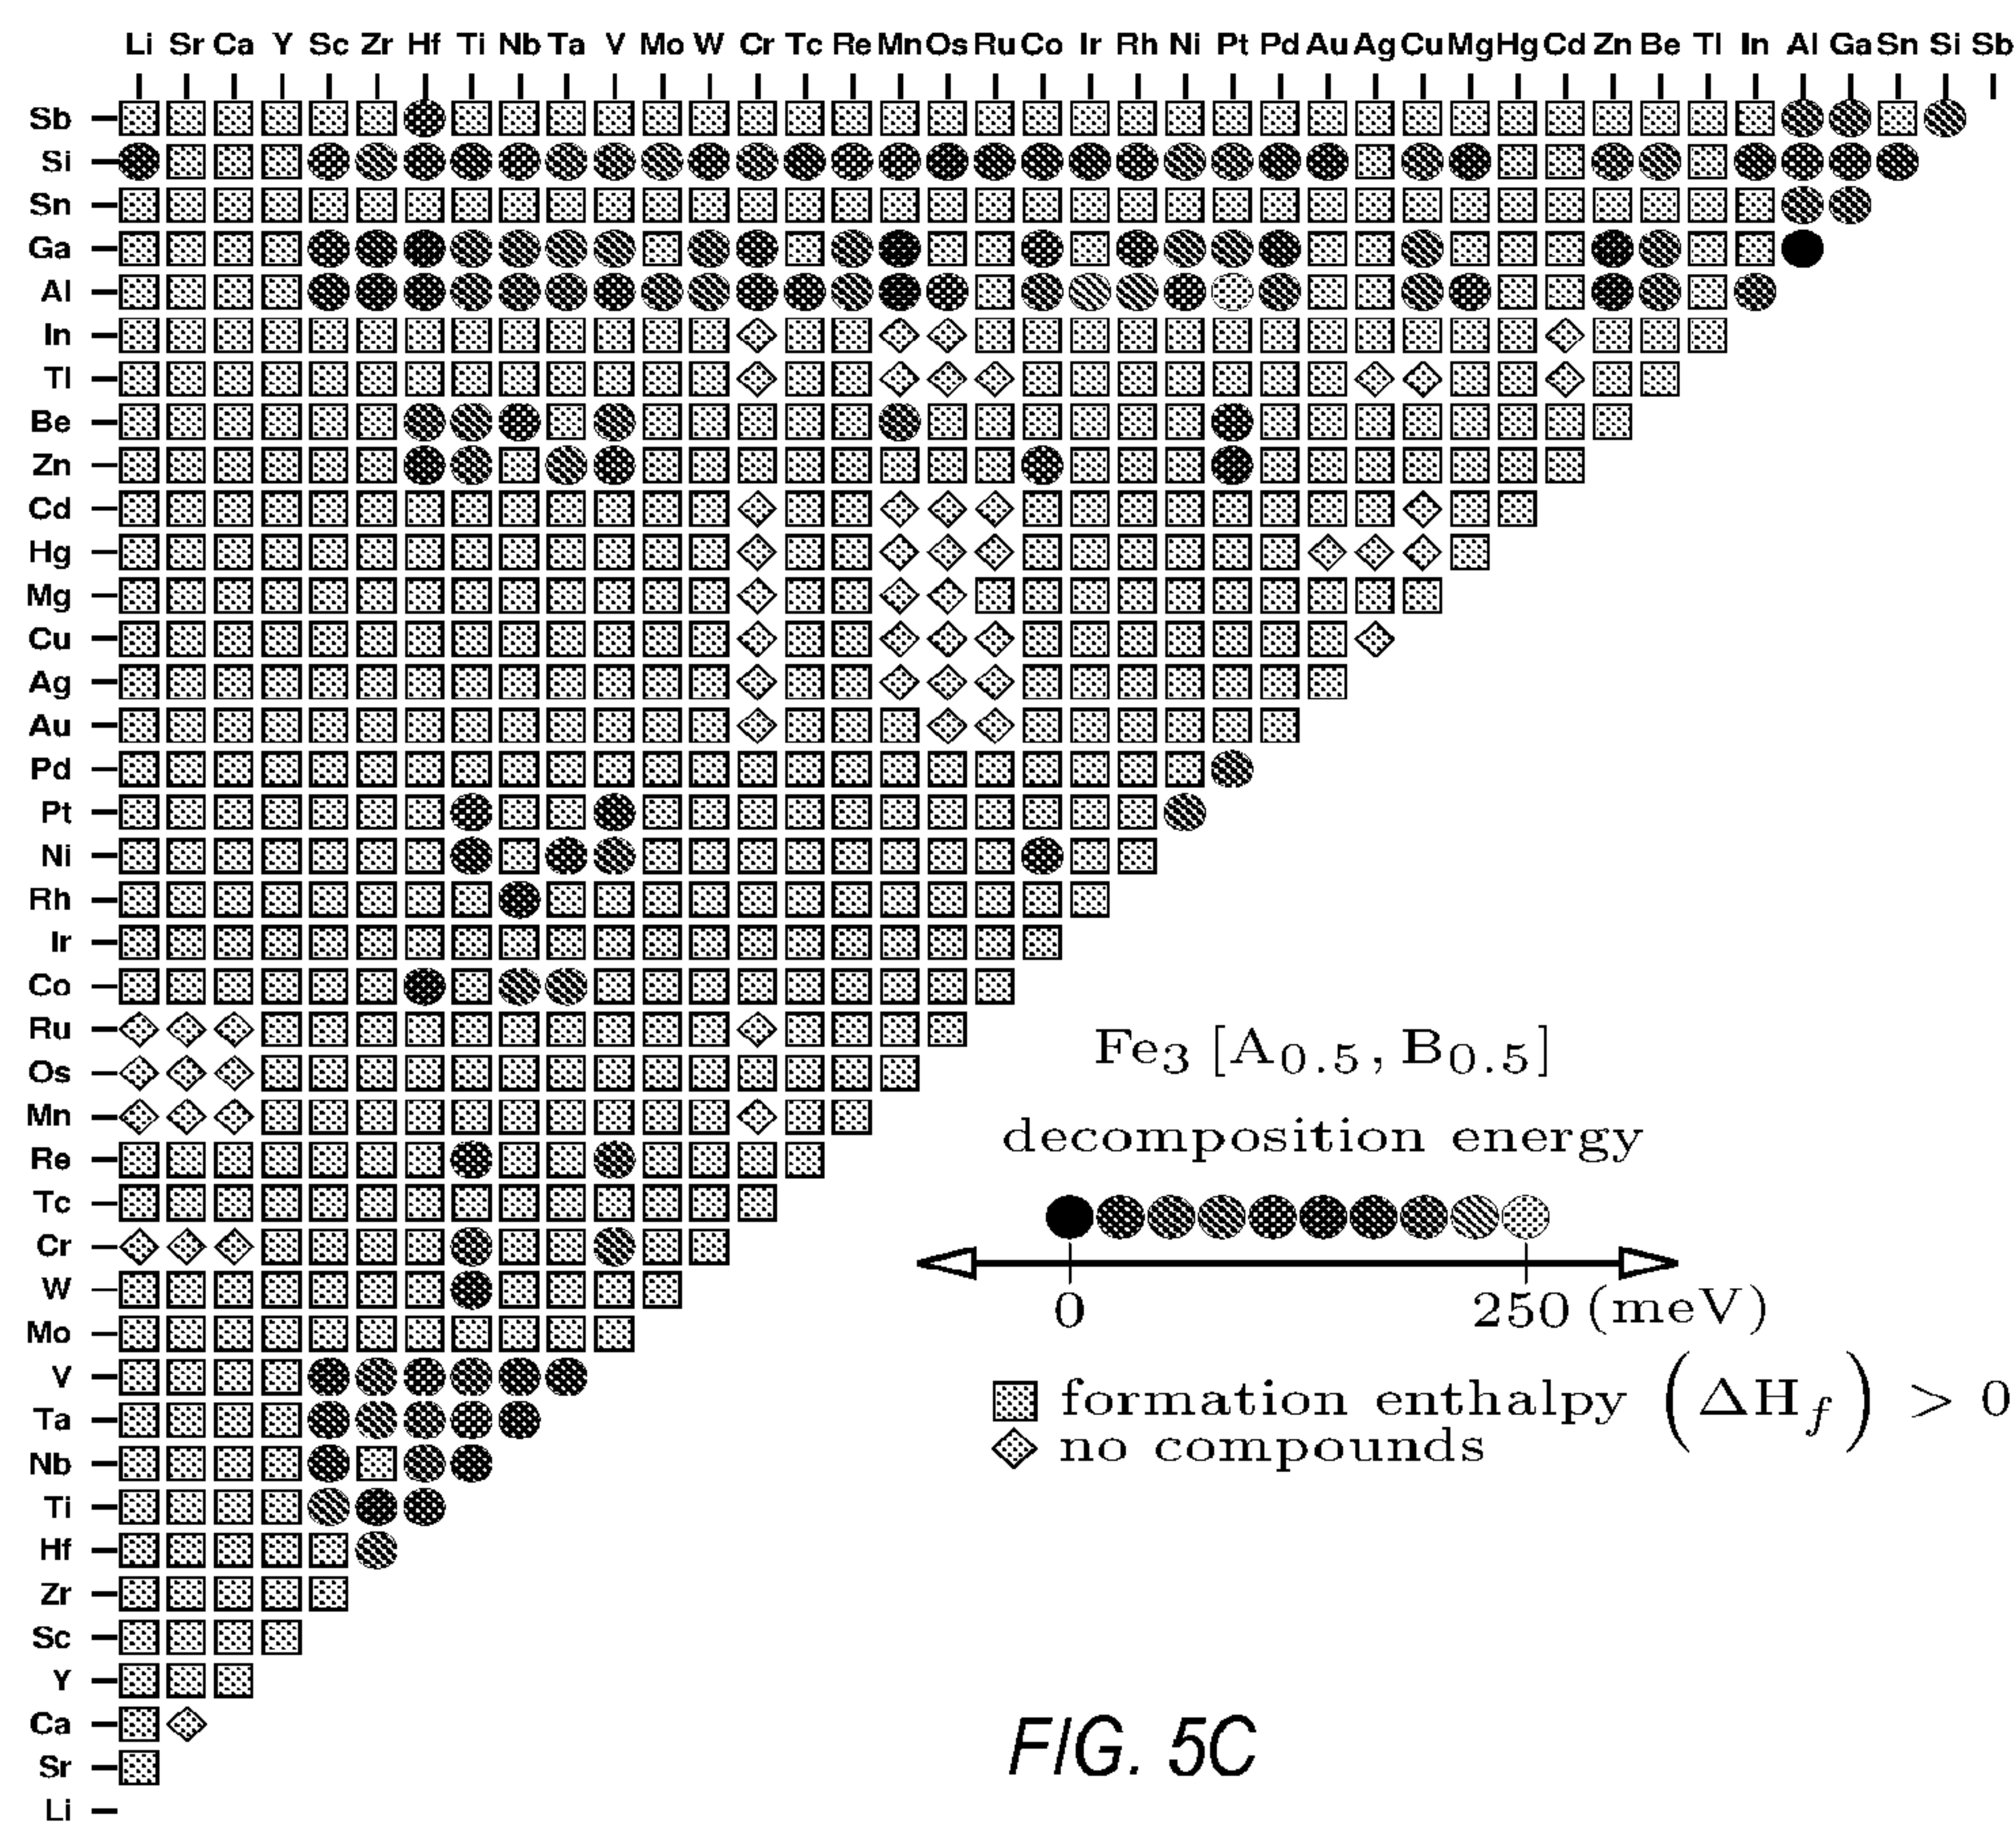 Li Sr Ca Y Sc Zr Hf Ti Nb Ta V Mo W Cr Tc Re Mn Os Ru Co Ir Rh Ni Pt Pd Au Ag Cu Mg Hg Cd Zn Be Tl In Al Ga Sn Si Sb
Sb
Si
Sn
Ga
Al
In
Tl
Be
Zn
Cd
Hg
Mg
Cu
Ag
Au
Pd
Pt
Ni
Rh
Ir
Co
Ru
Os
Mn
Re
Tc
Cr
W
Mo
V
Ta
Nb
Ti
Hf
Zr
Sc
Y
Ca
Sr
Li
Fe₃ [A₀.₅, B₀.₅]
decomposition energy
0 250 (meV)
formation enthalpy (ΔH_f) > 0
no compounds
FIG. 5C